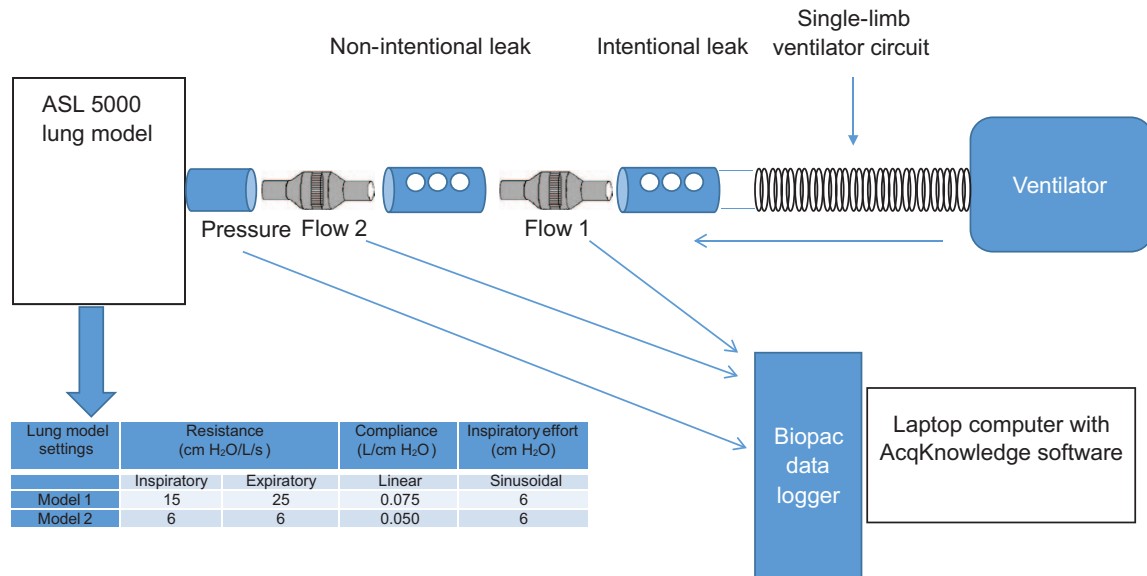 Single-limb
ventilator circuit
Non-intentional leak
Intentional leak
ASL 5000
lung model
Ventilator
Pressure
Flow 2
Flow 1
Lung model
settings
Resistance
(cm H₂O/L/s)
Compliance
(L/cm H₂O)
Inspiratory effort
(cm H₂O)
Inspiratory Expiratory Linear Sinusoidal
Model 1 15 25 0.075 6
Model 2 6 6 0.050 6
Biopac
data
logger
Laptop computer with
AcqKnowledge software